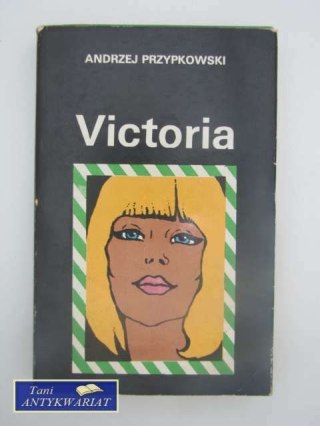 ANDRZEJ PRZYPKOWSKI
Victoria
Tani
ANTYKWARIAT